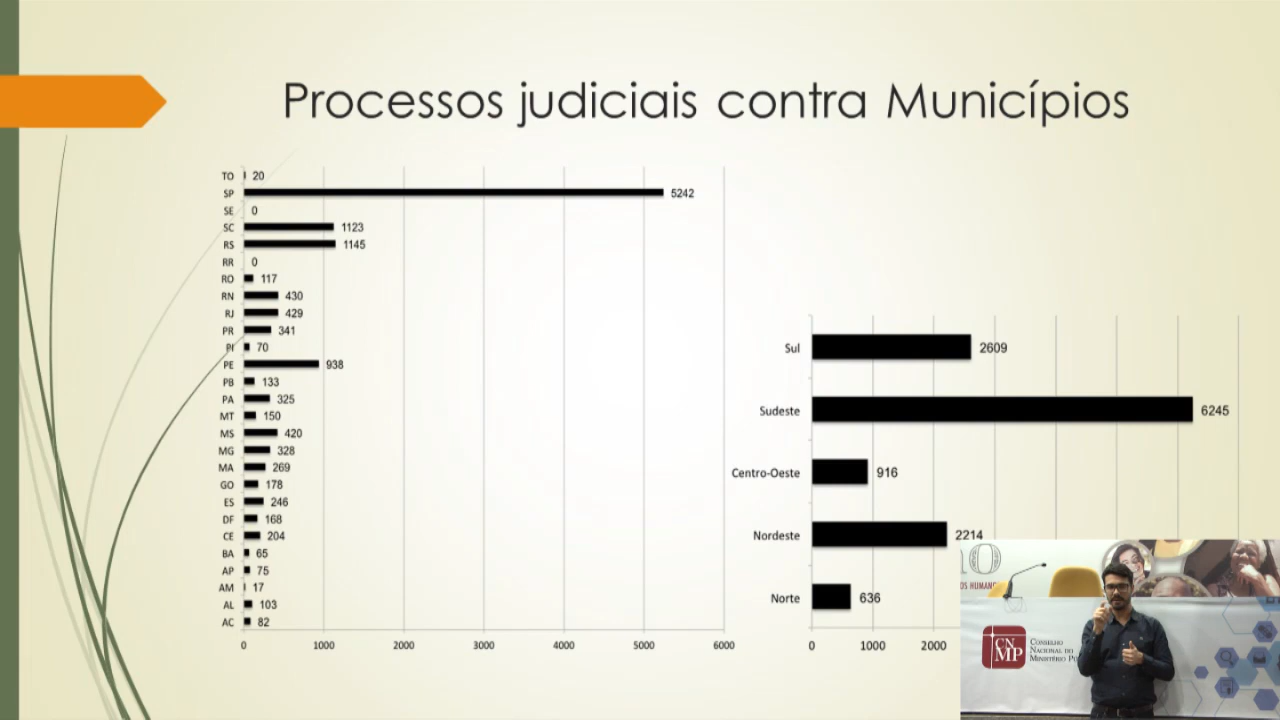 Processos judiciais contra Municípios
TO 20
SP 5242
SE 0
SC 1123
RS 1145
RR 0
RO 117
RN 430
RJ 429
PR 341
PI 70
PE 938
PB 133
PA 325
MT 150
MS 420
MG 328
MA 269
GO 178
ES 246
DF 168
CE 204
BA 65
AP 75
AM 17
AL 103
AC 82
0 1000 2000 3000 4000 5000 6000
Sul 2609
Sudeste 6245
Centro-Oeste 916
Nordeste 2214
Norte 636
0 1000 2000
CN
MP
CONSELHO
NACIONAL DO